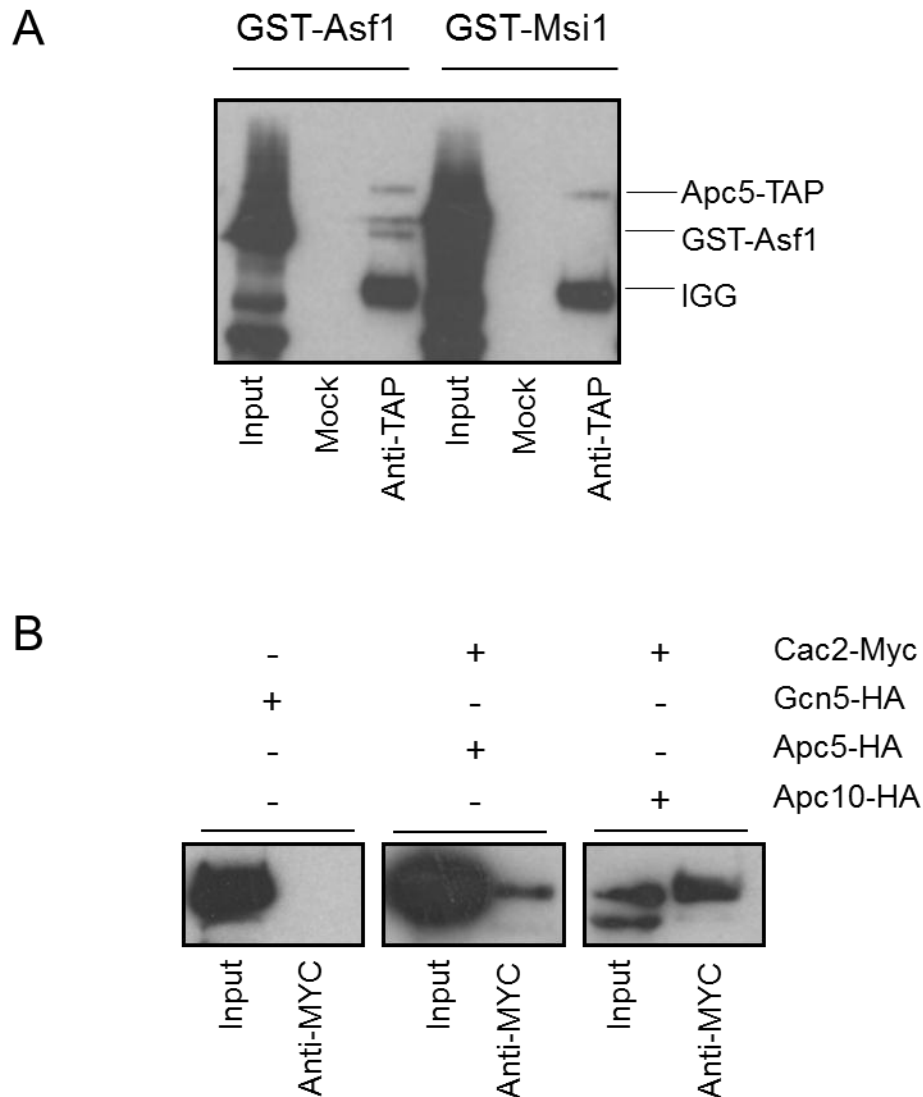 A
GST-Asf1 GST-Msi1
Apc5-TAP
GST-Asf1
IGG
Input Mock Anti-TAP Input Mock Anti-TAP
B
- + + Cac2-Myc
+ - - Gcn5-HA
- + - Apc5-HA
- - + Apc10-HA
Input Anti-MYC Input Anti-MYC Input Anti-MYC